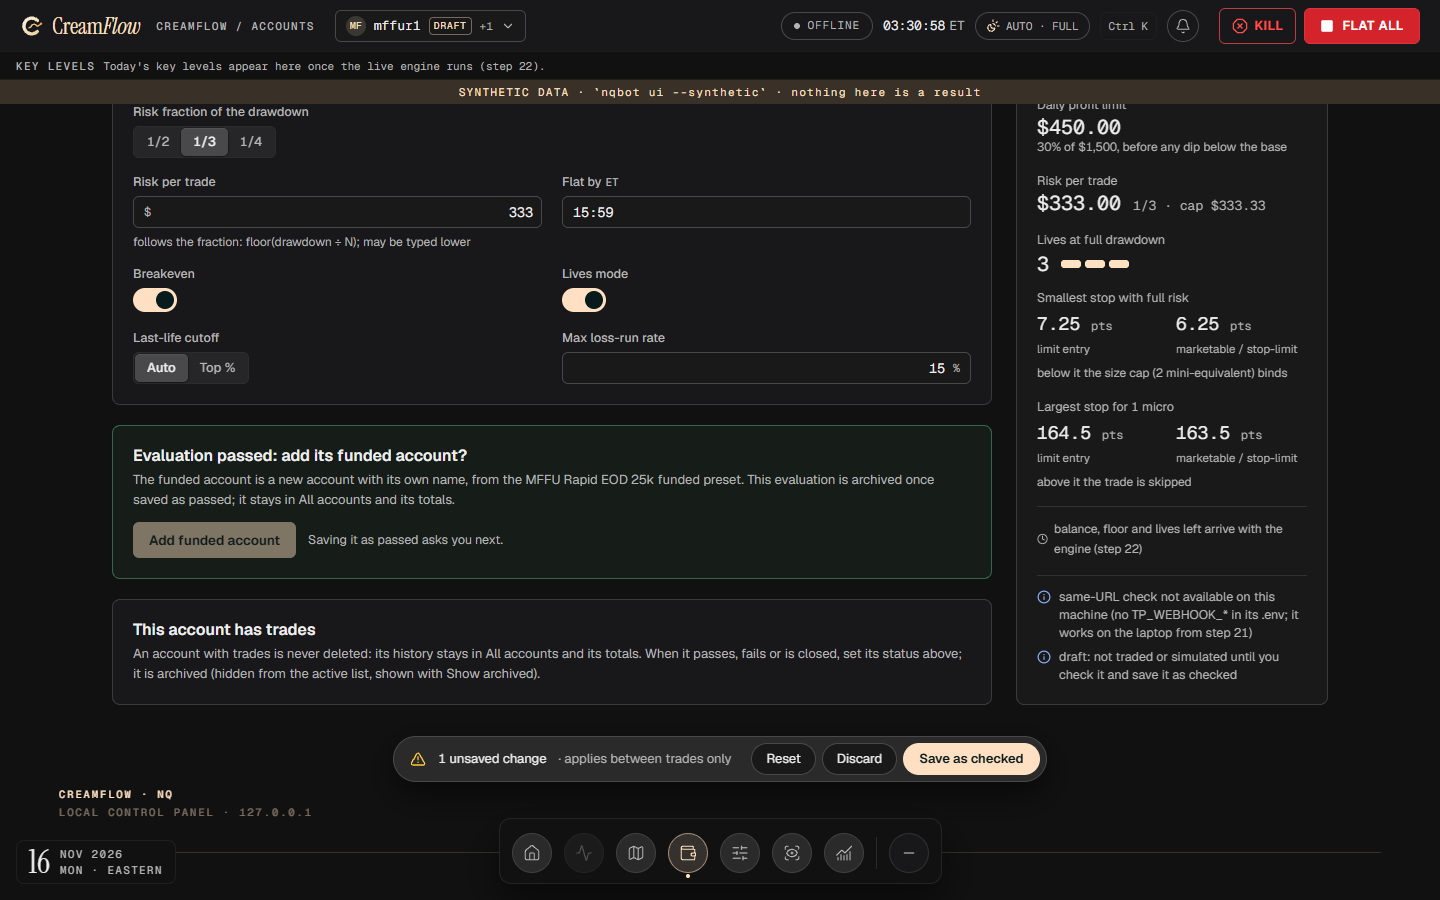 CreamFlow
CREAMFLOW / ACCOUNTS
MF mffur1 DRAFT +1
OFFLINE
03:30:58 ET
AUTO · FULL
Ctrl K
KILL
FLAT ALL
KEY LEVELS Today's key levels appear here once the live engine runs (step 22).
SYNTHETIC DATA · `nqbot ui --synthetic` · nothing here is a result
Risk fraction of the drawdown
1/2 1/3 1/4
Risk per trade
$ 333
follows the fraction: floor(drawdown ÷ N); may be typed lower
Flat by ET
15:59
Breakeven
Lives mode
Last-life cutoff
Auto Top %
Max loss-run rate
15 %
Evaluation passed: add its funded account?
The funded account is a new account with its own name, from the MFFU Rapid EOD 25k funded preset. This evaluation is archived once
saved as passed; it stays in All accounts and its totals.
Add funded account
Saving it as passed asks you next.
This account has trades
An account with trades is never deleted: its history stays in All accounts and its totals. When it passes, fails or is closed, set its status above;
it is archived (hidden from the active list, shown with Show archived).
Daily profit limit
$450.00
30% of $1,500, before any dip below the base
Risk per trade
$333.00 1/3 · cap $333.33
Lives at full drawdown
3
Smallest stop with full risk
7.25 pts 6.25 pts
limit entry marketable / stop-limit
below it the size cap (2 mini-equivalent) binds
Largest stop for 1 micro
164.5 pts 163.5 pts
limit entry marketable / stop-limit
above it the trade is skipped
balance, floor and lives left arrive with the
engine (step 22)
same-URL check not available on this
machine (no TP_WEBHOOK_* in its .env; it
works on the laptop from step 21)
draft: not traded or simulated until you
check it and save it as checked
1 unsaved change · applies between trades only
Reset
Discard
Save as checked
CREAMFLOW · NQ
LOCAL CONTROL PANEL · 127.0.0.1
16 NOV 2026
MON · EASTERN